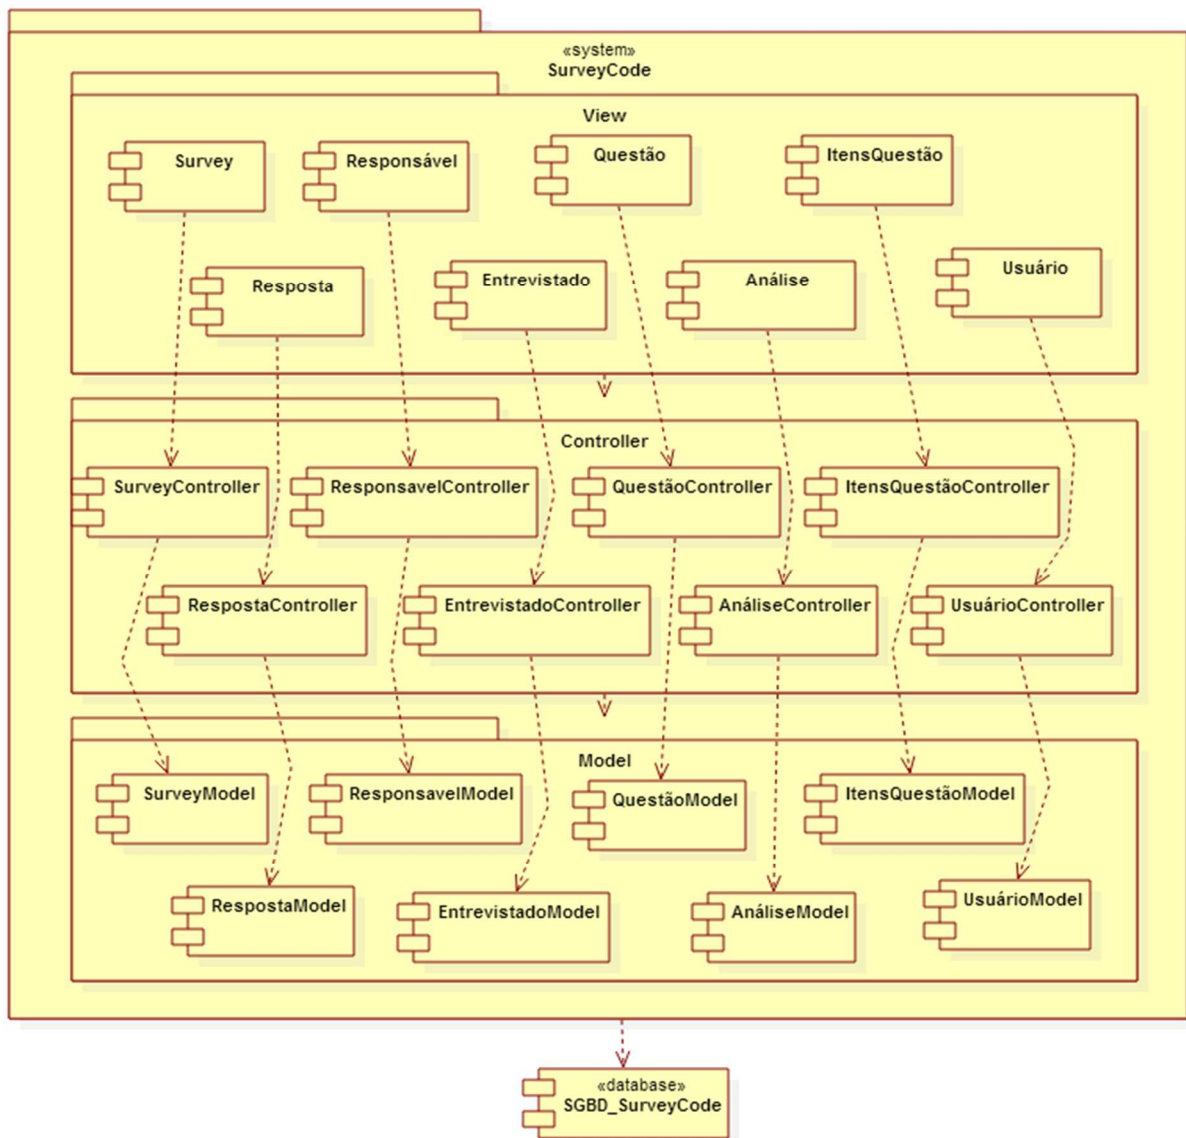 «system»
SurveyCode
View
Survey
Responsável
Questão
ItensQuestão
Resposta
Entrevistado
Análise
Usuário
Controller
SurveyController
ResponsavelController
QuestãoController
ItensQuestãoController
RespostaController
EntrevistadoController
AnáliseController
UsuárioController
Model
SurveyModel
ResponsavelModel
QuestãoModel
ItensQuestãoModel
RespostaModel
EntrevistadoModel
AnáliseModel
UsuárioModel
«database»
SGBD_SurveyCode